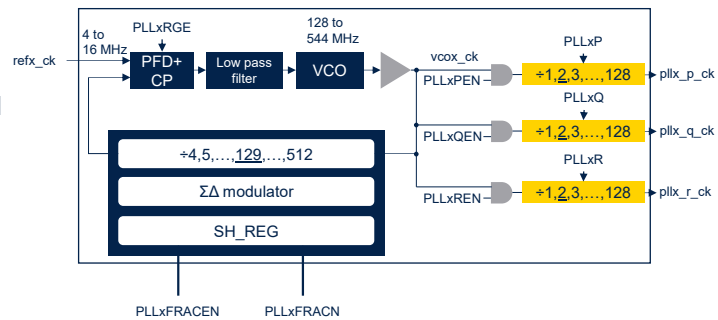 4 to
16 MHz
PLLxRGE
128 to
544 MHz
refx_ck
PFD+
CP
Low pass
filter
VCO
vcox_ck
PLLxPEN
PLLxP
÷1,2,3,…,128
pllx_p_ck
PLLxQ
PLLxQEN
÷1,2,3,…,128
pllx_q_ck
PLLxR
PLLxREN
÷1,2,3,…,128
pllx_r_ck
÷4,5,…,129,…,512
ΣΔ modulator
SH_REG
PLLxFRACEN
PLLxFRACN